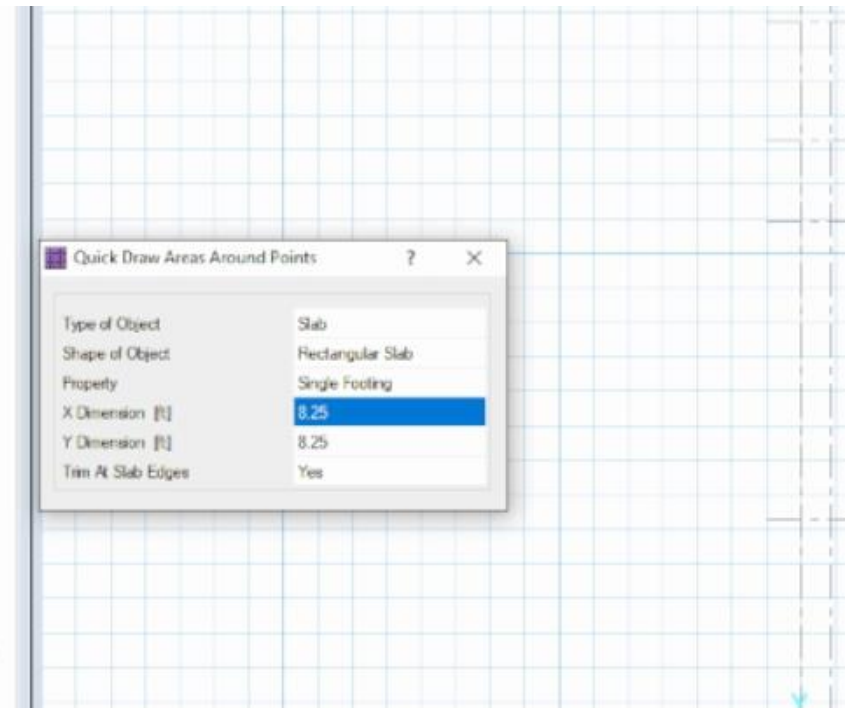 Quick Draw Areas Around Points ? ×
Type of Object Slab
Shape of Object Rectangular Slab
Property Single Footing
X Dimension [ft] 8.25
Y Dimension [ft] 8.25
Trim At Slab Edges Yes